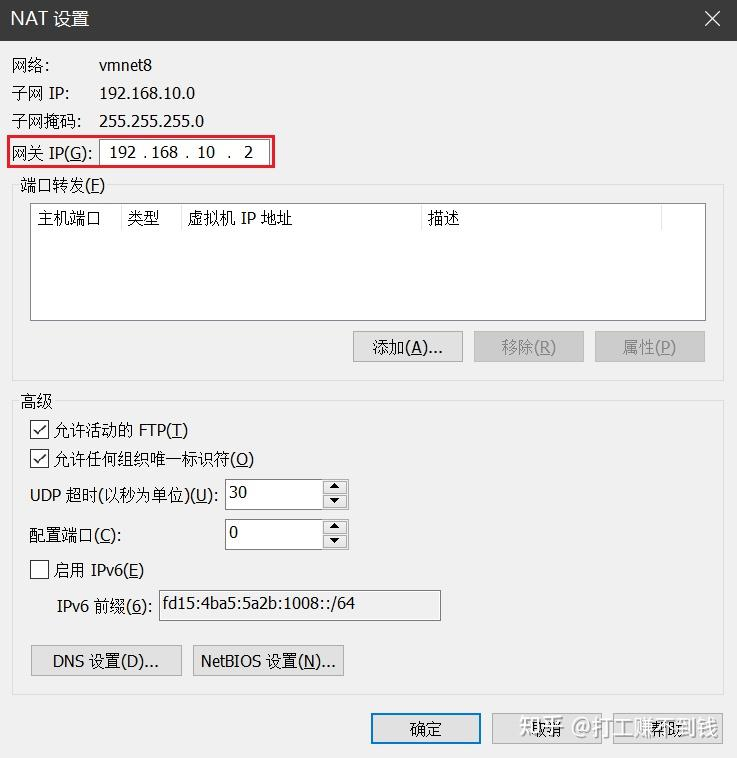 NAT 设置
网络: vmnet8
子网 IP: 192.168.10.0
子网掩码: 255.255.255.0
网关 IP(G): 192 . 168 . 10 . 2
端口转发(F)
主机端口 类型 虚拟机 IP 地址 描述
添加(A)... 移除(R) 属性(P)
高级
允许活动的 FTP(T)
允许任何组织唯一标识符(O)
UDP 超时(以秒为单位)(U): 30
配置端口(C): 0
启用 IPv6(E)
IPv6 前缀(6): fd15:4ba5:5a2b:1008::/64
DNS 设置(D)... NetBIOS 设置(N)...
确定 取消 帮助
知乎 @打工赚不到钱